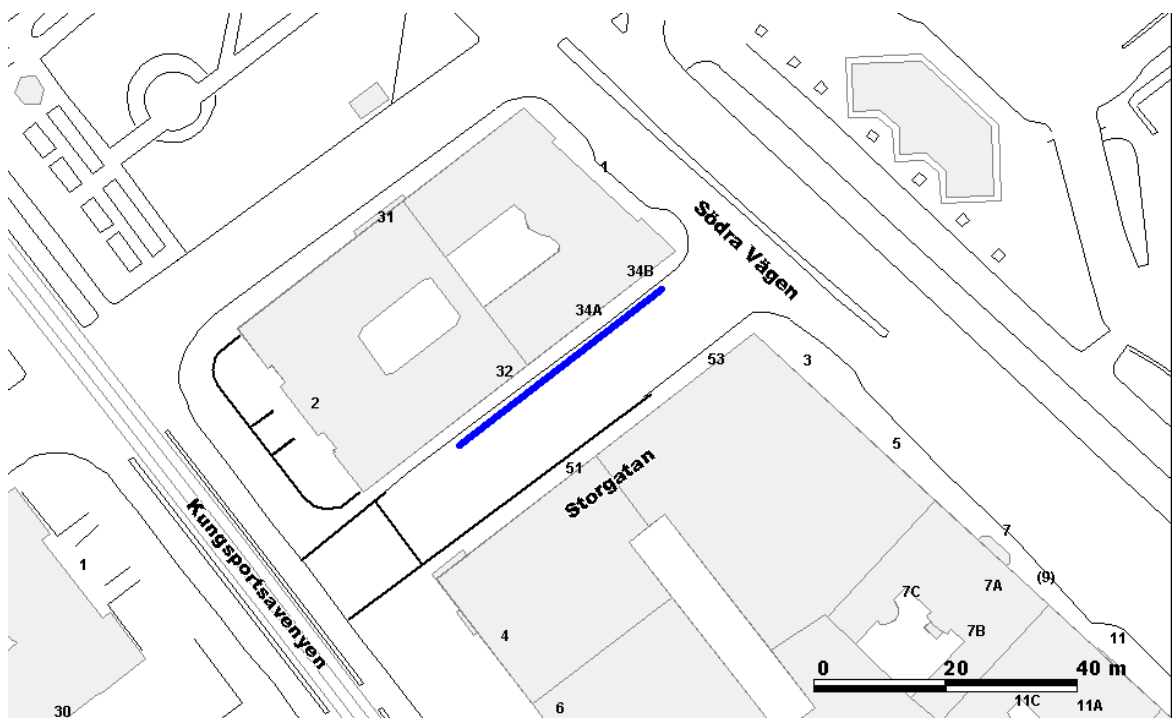 1
31
Södra Vägen
34B
34A
32
53
3
2
5
51
Storgatan
7
Kungsportsavenyen
1
(9)
7A
7C
7B
4
11
0 20 40 m
6
11C
11A
30